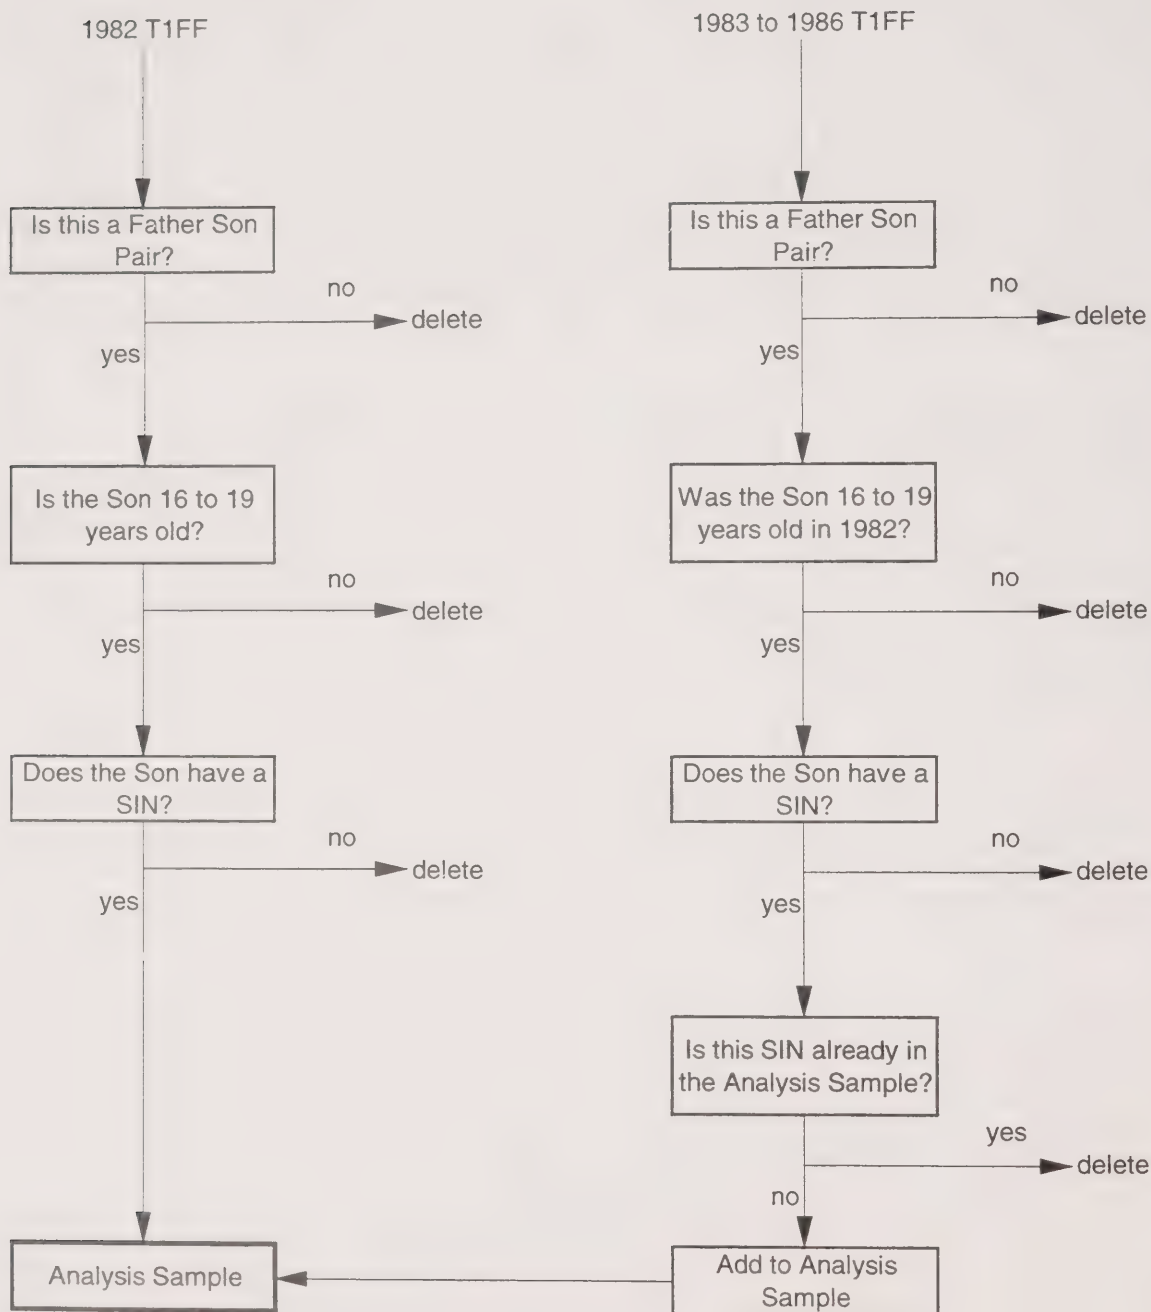 1982 T1FF
Is this a Father Son
Pair?
no
delete
yes
Is the Son 16 to 19
years old?
no
delete
yes
Does the Son have a
SIN?
no
delete
yes
Analysis Sample
1983 to 1986 T1FF
Is this a Father Son
Pair?
no
delete
yes
Was the Son 16 to 19
years old in 1982?
no
delete
yes
Does the Son have a
SIN?
no
delete
yes
Is this SIN already in
the Analysis Sample?
yes
delete
no
Add to Analysis
Sample